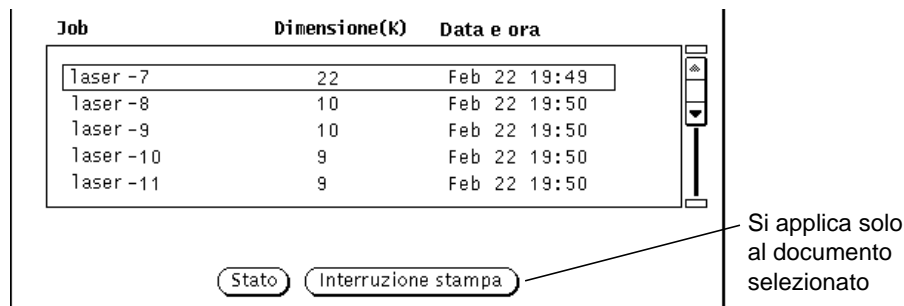 Job Dimensione(K) Data e ora
laser -7 22 Feb 22 19:49
laser -8 10 Feb 22 19:50
laser -9 10 Feb 22 19:50
laser -10 9 Feb 22 19:50
laser -11 9 Feb 22 19:50
Stato Interruzione stampa
Si applica solo
al documento
selezionato